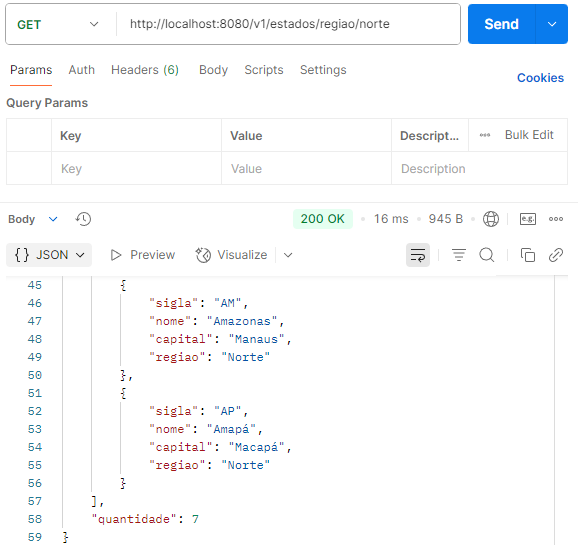 GET http://localhost:8080/v1/estados/regiao/norte Send
Params Auth Headers (6) Body Scripts Settings Cookies
Query Params
Key Value Descript... Bulk Edit
Key Value Description
Body 200 OK • 16 ms • 945 B e.g.
{} JSON Preview Visualize
45 {
46 "sigla": "AM",
47 "nome": "Amazonas",
48 "capital": "Manaus",
49 "regiao": "Norte"
50 },
51 {
52 "sigla": "AP",
53 "nome": "Amapá",
54 "capital": "Macapá",
55 "regiao": "Norte"
56 }
57 ],
58 "quantidade": 7
59 }